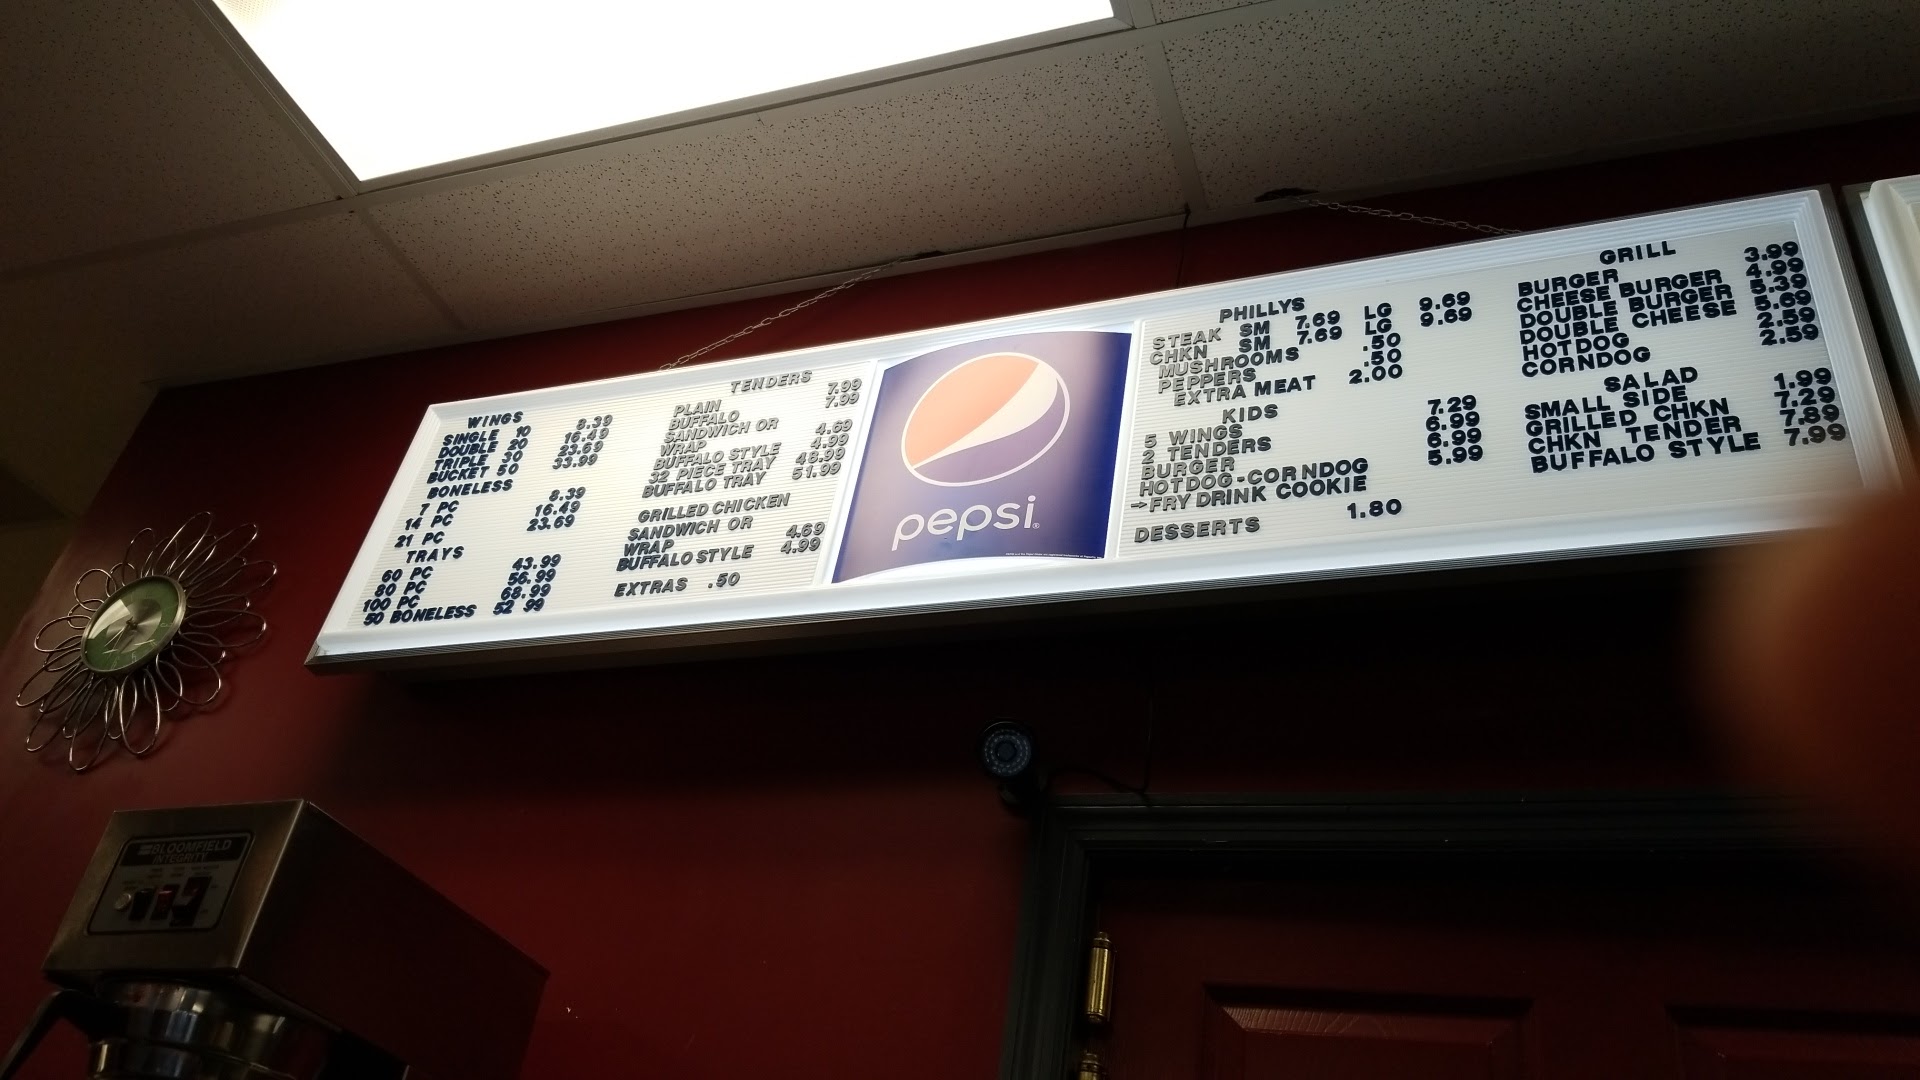 WINGS
SINGLE 10 8.39
DOUBLE 20 16.49
TRIPLE 30 23.69
BUCKET 50 33.99
BONELESS
7 PC 8.39
14 PC 16.49
21 PC 23.69
TRAYS
60 PC 43.99
80 PC 56.99
100 PC 68.99
50 BONELESS 52 99
TENDERS
PLAIN 7.99
BUFFALO 7.99
SANDWICH OR
WRAP 4.69
BUFFALO STYLE 4.99
32 PIECE TRAY 48.99
BUFFALO TRAY 51.99
GRILLED CHICKEN
SANDWICH OR
WRAP 4.69
BUFFALO STYLE 4.99
EXTRAS .50
pepsi
PHILLYS
STEAK SM 7.69 LG 9.69
CHKN SM 7.69 LG 9.69
MUSHROOMS .50
PEPPERS .50
EXTRA MEAT 2.00
KIDS
5 WINGS 7.29
2 TENDERS 6.99
BURGER 6.99
HOTDOG-CORNDOG 5.99
→FRY DRINK COOKIE
DESSERTS 1.80
GRILL
BURGER 3.99
CHEESE BURGER 4.99
DOUBLE BURGER 5.39
DOUBLE CHEESE 5.69
HOTDOG 2.59
CORNDOG 2.59
SALAD
SMALL SIDE 1.99
GRILLED CHKN 7.29
CHKN TENDER 7.89
BUFFALO STYLE 7.99
BLOOMFIELD
INTEGRITY